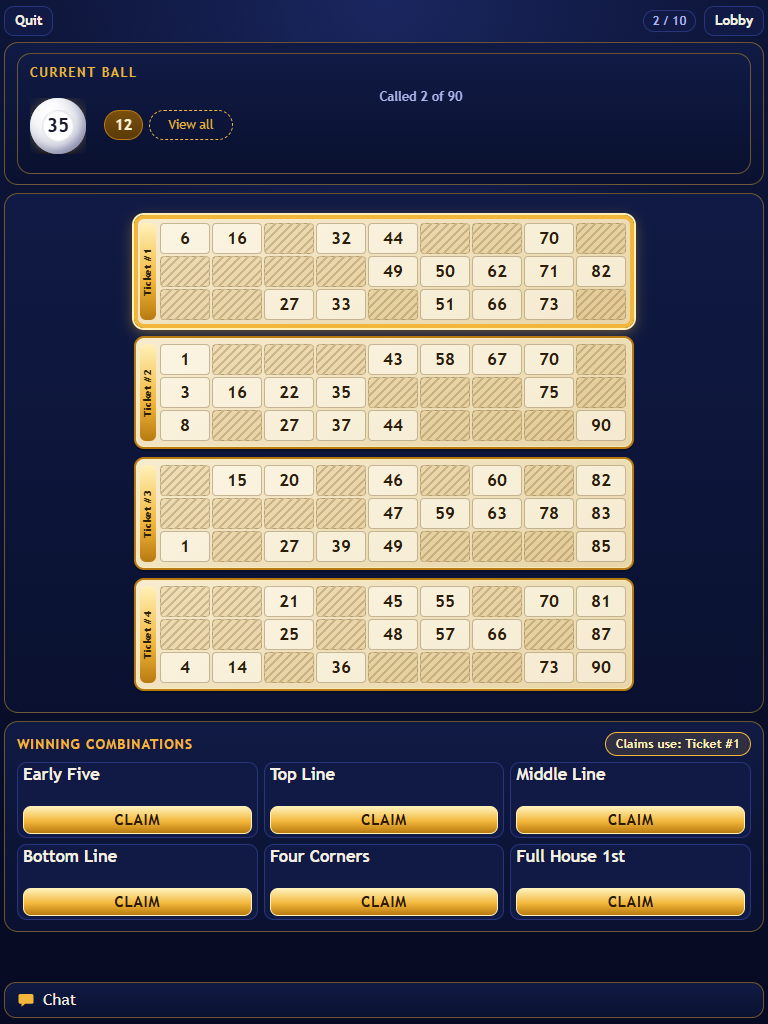 Quit
2 / 10
Lobby
CURRENT BALL
Called 2 of 90
35
12
View all
Ticket #1
6 16 32 44 70
49 50 62 71 82
27 33 51 66 73
Ticket #2
1 43 58 67 70
3 16 22 35 75
8 27 37 44 90
Ticket #3
15 20 46 60 82
47 59 63 78 83
1 27 39 49 85
Ticket #4
21 45 55 70 81
25 48 57 66 87
4 14 36 73 90
WINNING COMBINATIONS
Claims use: Ticket #1
Early Five
Top Line
Middle Line
CLAIM
CLAIM
CLAIM
Bottom Line
Four Corners
Full House 1st
CLAIM
CLAIM
CLAIM
Chat